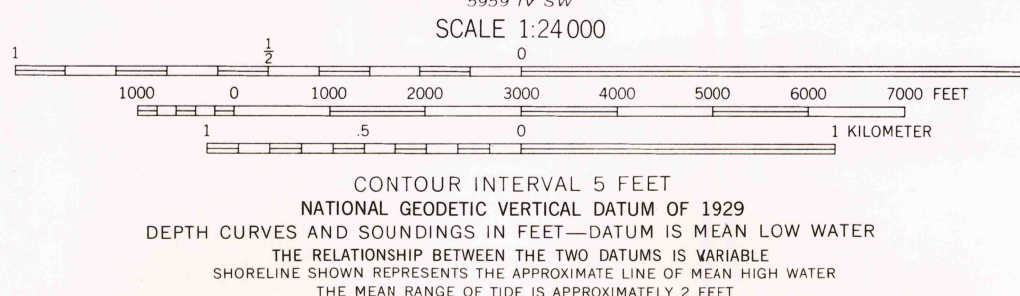 5959 IV SW
SCALE 1:24 000
1 1/2 0
1000 0 1000 2000 3000 4000 5000 6000 7000 FEET
1 .5 0 1 KILOMETER
CONTOUR INTERVAL 5 FEET
NATIONAL GEODETIC VERTICAL DATUM OF 1929
DEPTH CURVES AND SOUNDINGS IN FEET—DATUM IS MEAN LOW WATER
THE RELATIONSHIP BETWEEN THE TWO DATUMS IS VARIABLE
SHORELINE SHOWN REPRESENTS THE APPROXIMATE LINE OF MEAN HIGH WATER
THE MEAN RANGE OF TIDE IS APPROXIMATELY 2 FEET